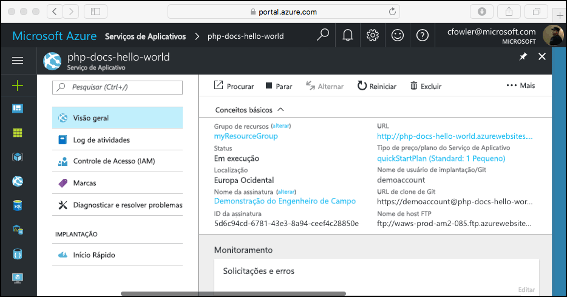 portal.azure.com
Microsoft Azure Serviços de Aplicativos > php-docs-hello-world
cfowler@microsoft.com
MICROSOFT
php-docs-hello-world
Serviço de Aplicativo
Pesquisar (Ctrl+/)
Visão geral
Log de atividades
Controle de Acesso (IAM)
Marcas
Diagnosticar e resolver problemas
IMPLANTAÇÃO
Início Rápido
Procurar Parar Alternar Reiniciar Excluir ... Mais
Conceitos básicos
Grupo de recursos (alterar)
myResourceGroup
Status
Em execução
Localização
Europa Ocidental
Nome da assinatura (alterar)
Demonstração do Engenheiro de Campo
ID da assinatura
5d6c94cd-6781-43e3-8a94-ceef4c28850e
URL
http://php-docs-hello-world.azurewebsites,...
Tipo de preço/plano do Serviço de Aplicativo
quickStartPlan (Standard: 1 Pequeno)
Nome de usuário de implantação/Git
demoaccount
URL de clone de Git
https://demoaccount@php-docs-hello-wor...
Nome de host FTP
ftp://waws-prod-am2-085.ftp.azurewebsite...
Monitoramento
Solicitações e erros
Editar